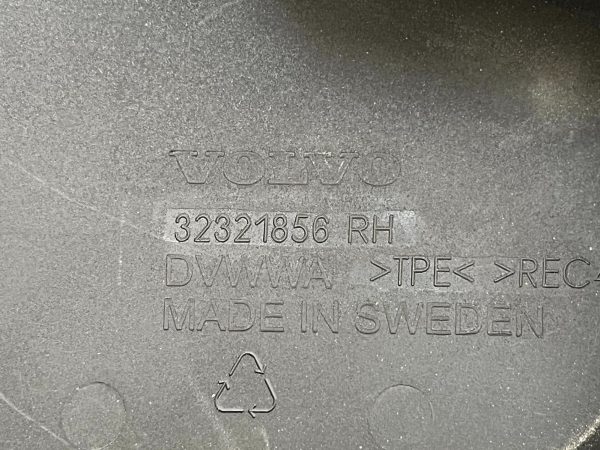 VOLVO
32321856 RH
DVWWA >TPE< >REC<
MADE IN SWEDEN